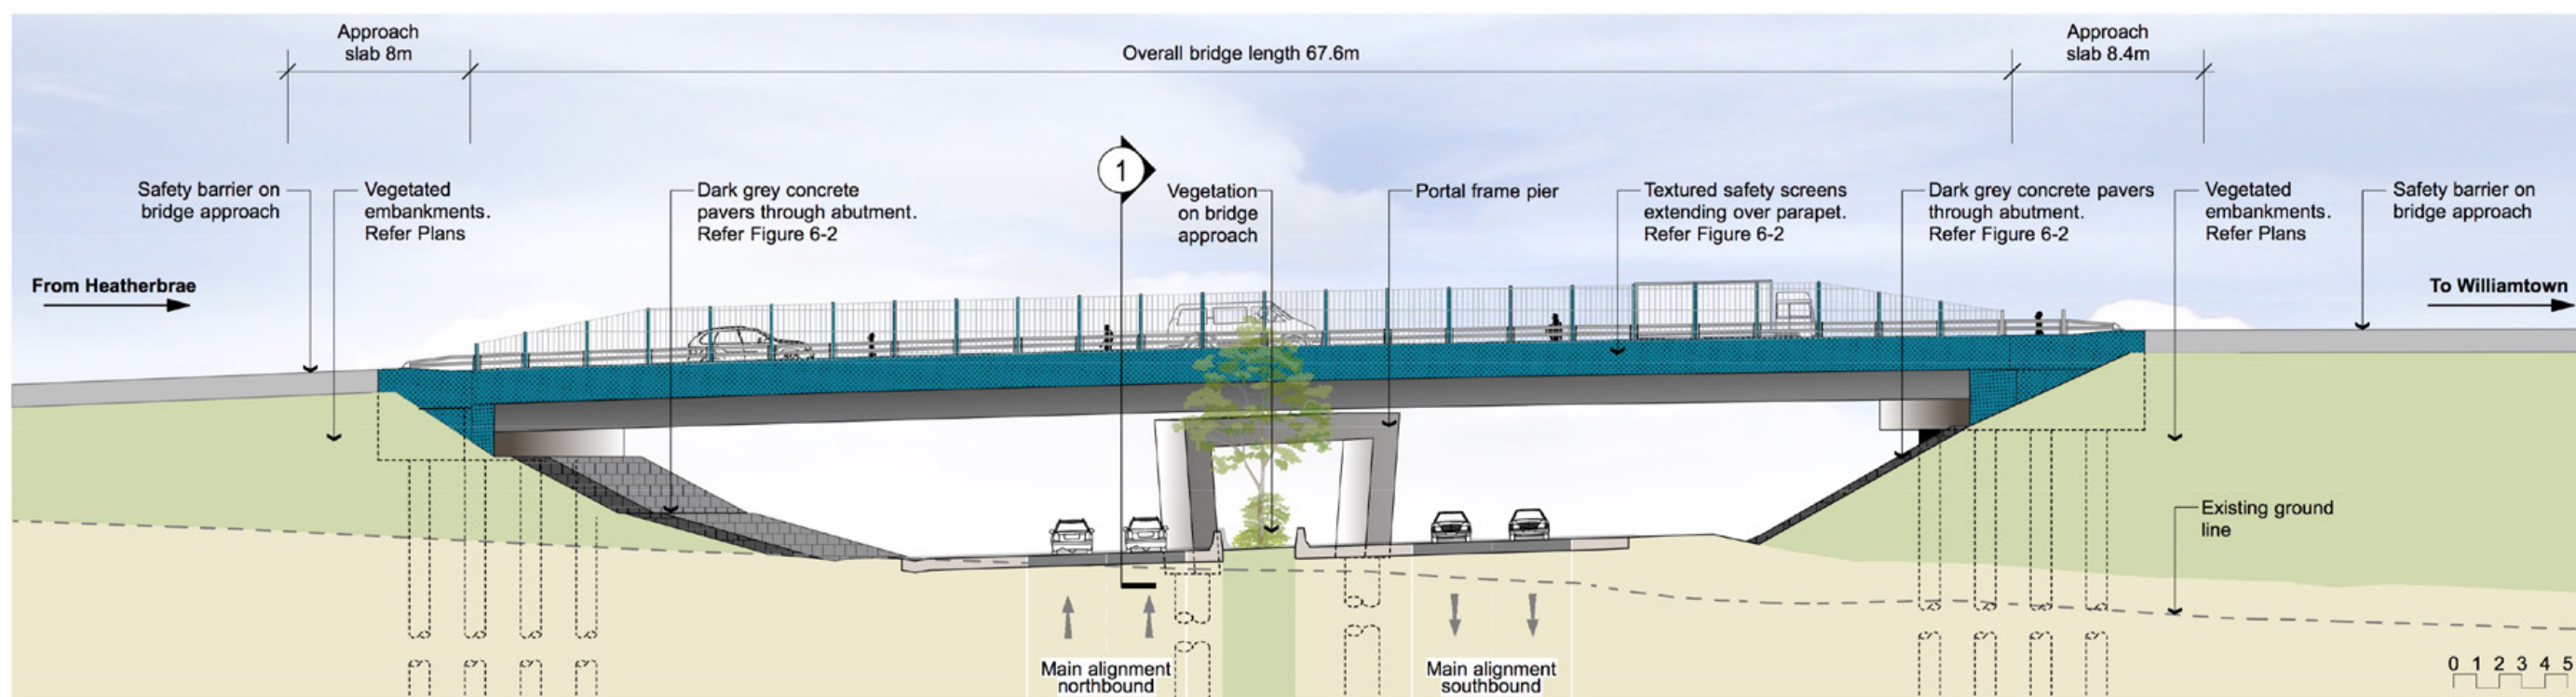 Approach
slab 8m
Overall bridge length 67.6m
Approach
slab 8.4m
Safety barrier on
bridge approach
Vegetated
embankments.
Refer Plans
Dark grey concrete
pavers through abutment.
Refer Figure 6-2
1
Vegetation
on bridge
approach
Portal frame pier
Textured safety screens
extending over parapet.
Refer Figure 6-2
Dark grey concrete pavers
through abutment.
Refer Figure 6-2
Vegetated
embankments.
Refer Plans
Safety barrier on
bridge approach
From Heatherbrae
To Williamtown
Existing ground
line
Main alignment
northbound
Main alignment
southbound
0 1 2 3 4 5